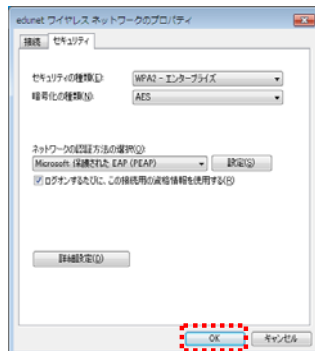 edunet ワイヤレス ネットワークのプロパティ
接続 セキュリティ
セキュリティの種類(E): WPA2 - エンタープライズ
暗号化の種類(N): AES
ネットワークの認証方法の選択(O):
Microsoft: 保護された EAP (PEAP) 設定(S)
ログオンするたびに、この接続用の資格情報を使用する(R)
詳細設定(D)
OK キャンセル